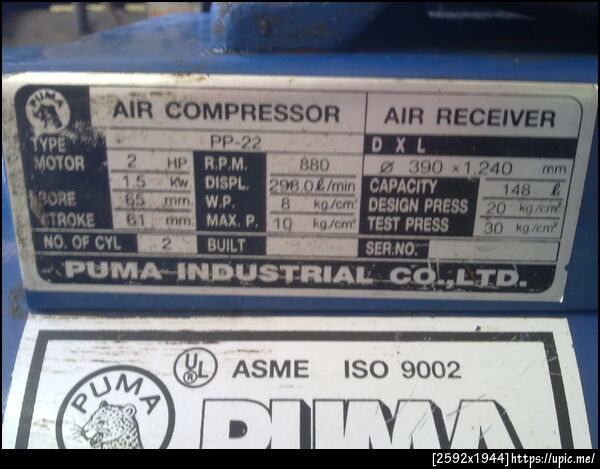 PUMA
AIR COMPRESSOR
TYPE PP-22
MOTOR 2 HP R.P.M. 880
1.5 kw DISPL. 298.0 ℓ/min
BORE 65 mm W.P. 8 kg/cm²
STROKE 61 mm MAX. P. 10 kg/cm²
NO. OF CYL 2 BUILT
AIR RECEIVER
D X L
Ø 390 x 1,240 mm
CAPACITY 148 ℓ
DESIGN PRESS 20 kg/cm²
TEST PRESS 30 kg/cm²
SER.NO.
PUMA INDUSTRIAL CO.,LTD.
UL ® ASME ISO 9002
PUMA
PUMA
[2592x1944]https://upic.me/